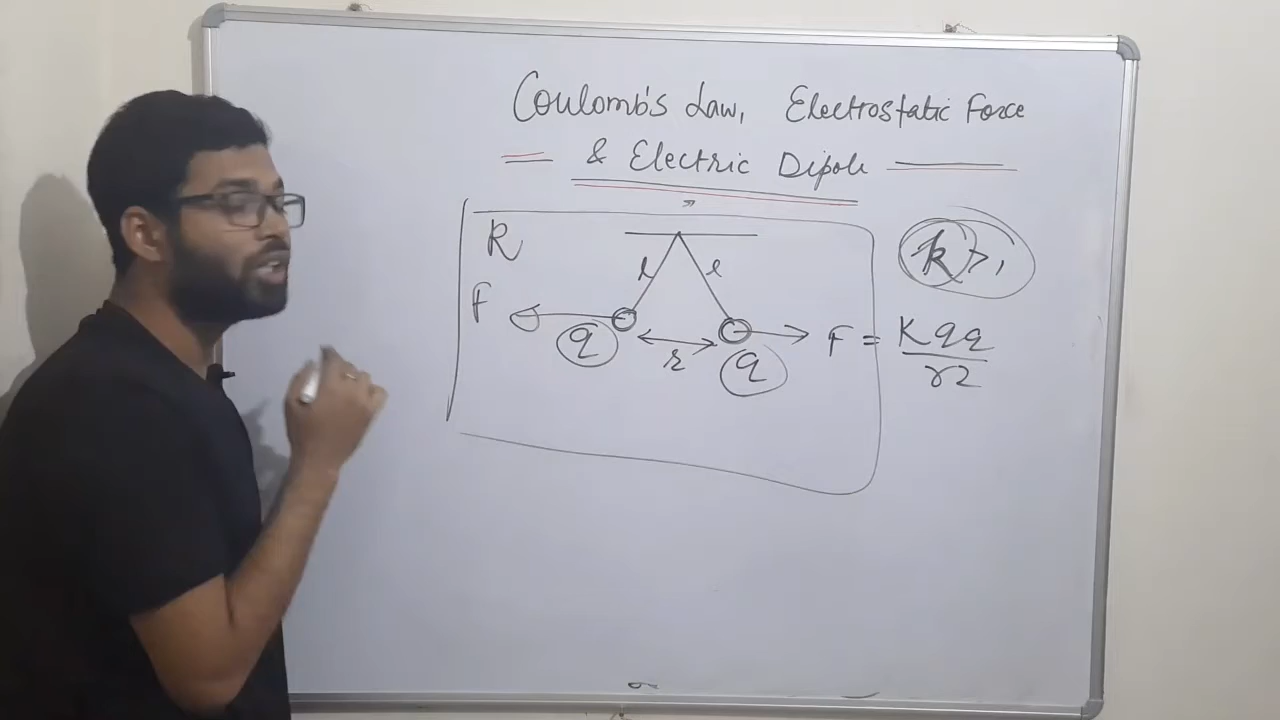 Coulomb's Law, Electrostatic Force
& Electric Dipole
K
k > 1
l l
F
q r q
F = Kqq
r2